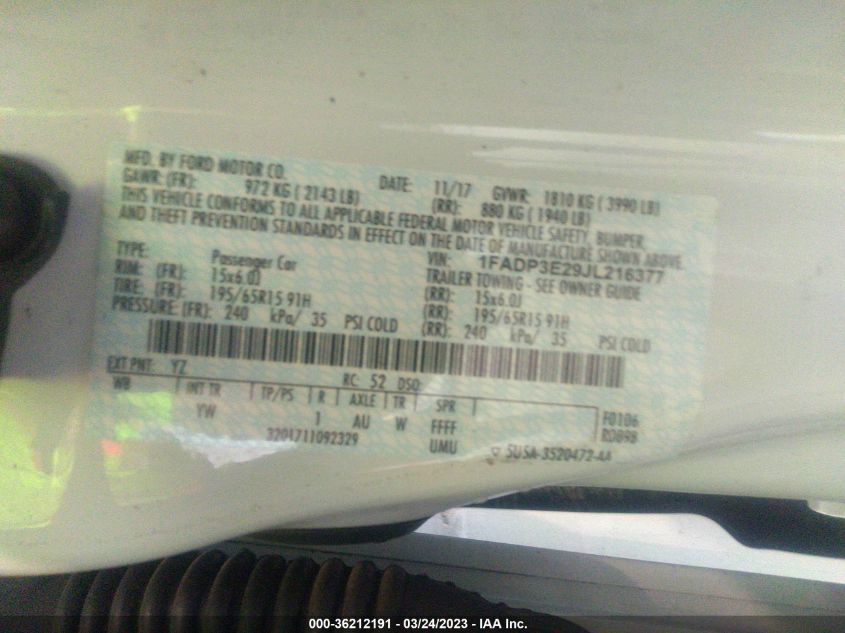 MFD. BY FORD MOTOR CO.
DATE: 11/17 GVWR: 1810 KG ( 3990 LB)
GAWR: (FR): 972 KG ( 2143 LB) (RR): 880 KG ( 1940 LB)
THIS VEHICLE CONFORMS TO ALL APPLICABLE FEDERAL MOTOR VEHICLE SAFETY, BUMPER,
AND THEFT PREVENTION STANDARDS IN EFFECT ON THE DATE OF MANUFACTURE SHOWN ABOVE.
VIN: 1FADP3E29JL216377
TYPE: Passenger Car TRAILER TOWING - SEE OWNER GUIDE
RIM: (FR): 15x6.0J (RR): 15x6.0J
TIRE: (FR): 195/65R15 91H (RR): 195/65R15 91H
PRESSURE: (FR): 240 kPa/ 35 PSI COLD (RR): 240 kPa/ 35 PSI COLD
EXT PNT: YZ RC: 52 DSO:
WB INT TR TP/PS R AXLE TR SPR
YW 1 AU W FFFF F0106
3201711092329 UMU R0898
▽ 5USA-3520472-AA
000-36212191 - 03/24/2023 - IAA Inc.